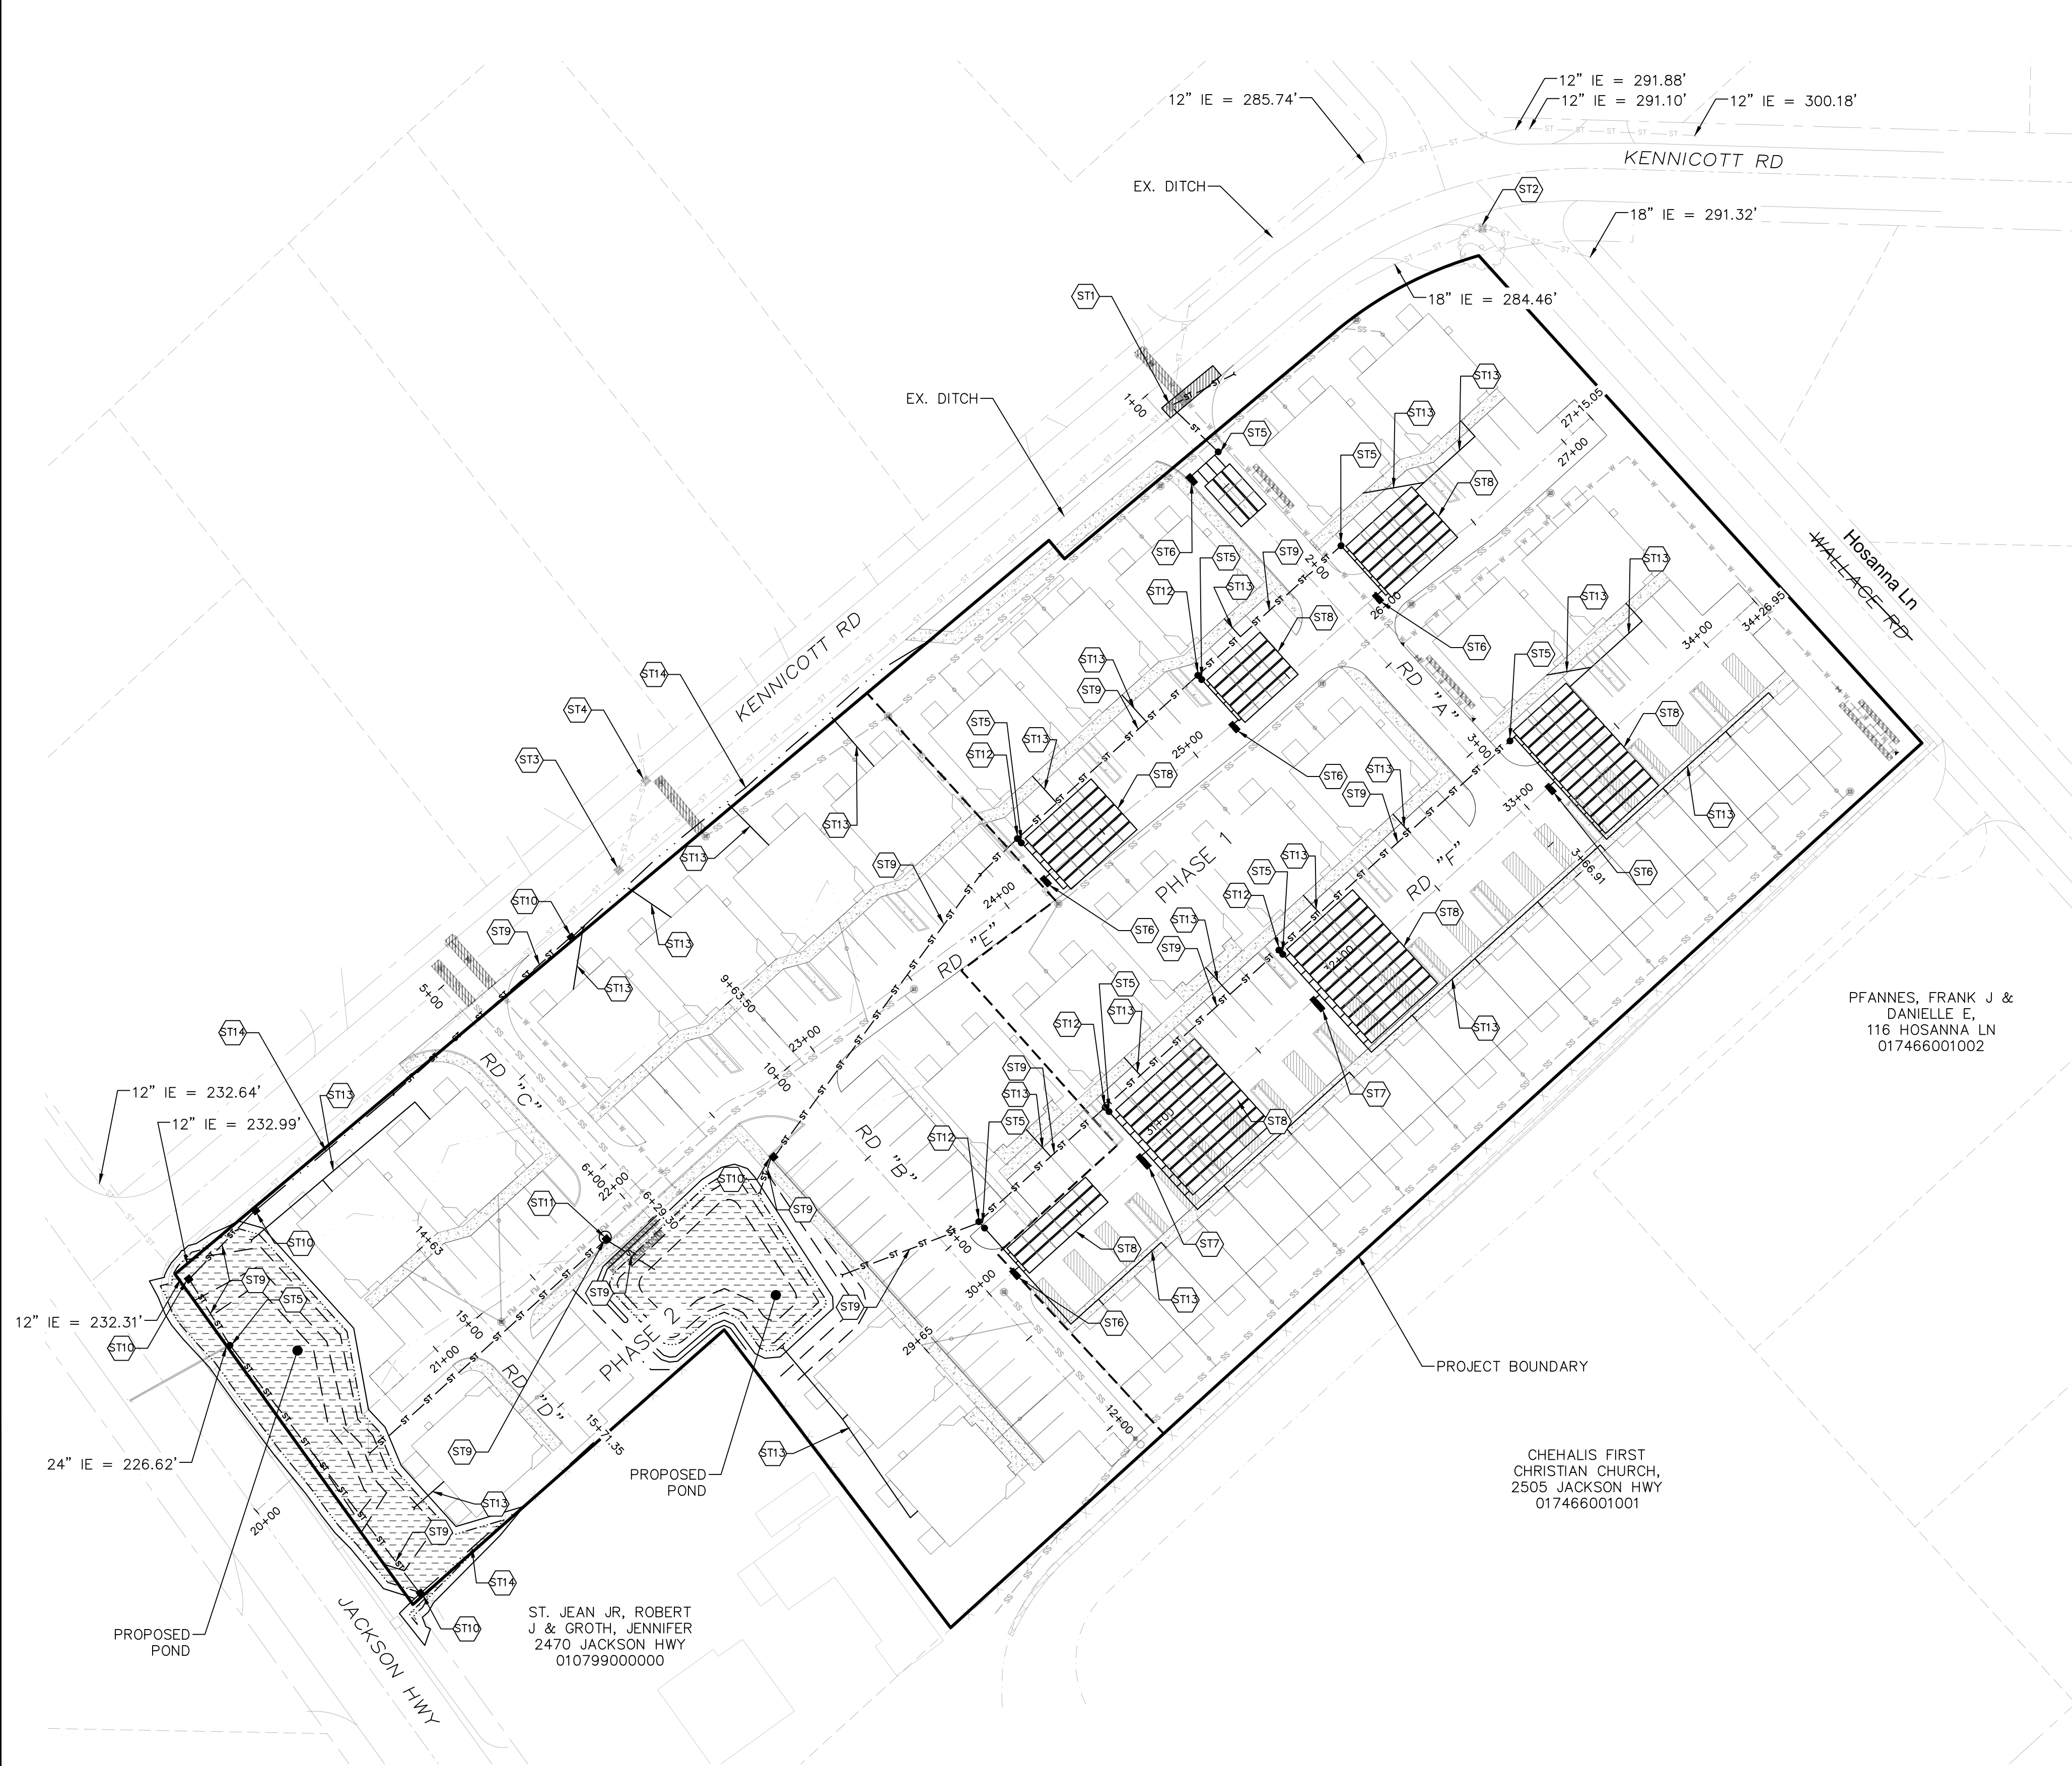 12" IE = 291.88'
12" IE = 285.74'
12" IE = 291.10'
12" IE = 300.18'
KENNICOTT RD
EX. DITCH
ST2
18" IE = 291.32'
ST1
18" IE = 284.46'
EX. DITCH
ST13
ST13
27+15.05
1+00
ST5
27+00
ST5
ST8
ST6
ST5
ST9
2+00
ST13
Hosanna Ln
WALLACE RD
ST12
ST13
ST13
26+00
34+26.95
ST8
KENNICOTT RD
34+00
ST6
ST14
ST13
ST5
RD "A"
ST9
ST4
ST5
ST8
ST13
25+00
3+00
ST12
ST3
ST13
ST8
ST6
ST9
33+00
ST13
ST13
PHASE 1
ST13
ST9
3+66.91
ST13
ST5
RD "F"
ST6
24+00
ST12
ST10
ST13
ST8
ST9
ST13
ST6
RD "E"
ST9
32+00
ST13
5+00
9+63.50
ST5
PFANNES, FRANK J &
DANIELLE E,
116 HOSANNA LN
017466001002
ST13
ST12
ST13
ST14
23+00
RD "C"
10+00
ST9
ST7
12" IE = 232.64'
ST13
ST13
12" IE = 232.99'
31+00
ST8
ST5
RD "B"
ST12
6+00
22+00
ST10
ST11
6+29.30
ST9
14+63
ST10
11+00
ST7
ST8
ST9
ST5
ST9
30+00
ST13
12" IE = 232.31'
ST9
ST6
15+00
ST10
PHASE 2
29+65
21+00
PROJECT BOUNDARY
RD "D"
12+00
15+71.35
ST9
ST13
24" IE = 226.62'
PROPOSED
POND
CHEHALIS FIRST
CHRISTIAN CHURCH,
2505 JACKSON HWY
017466001001
ST13
20+00
ST9
ST14
ST10
ST. JEAN JR, ROBERT
J & GROTH, JENNIFER
2470 JACKSON HWY
010799000000
PROPOSED
POND
JACKSON HWY